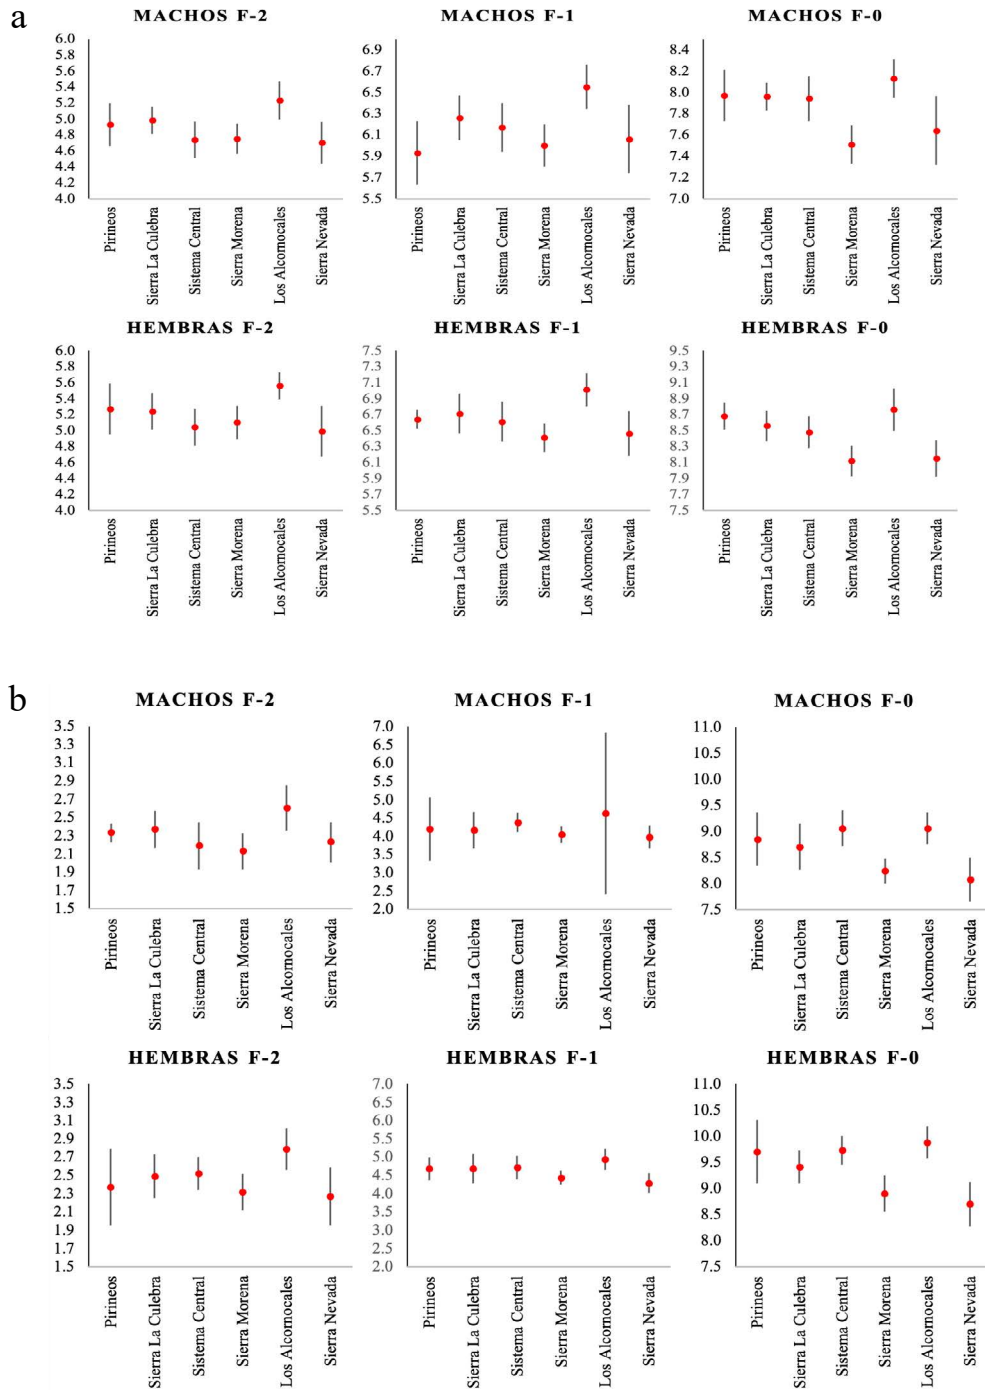 a
MACHOS F-2
6.0
5.8
5.6
5.4
5.2
5.0
4.8
4.6
4.4
4.2
4.0
Pirineos
Sierra La Culebra
Sistema Central
Sierra Morena
Los Alcornocales
Sierra Nevada
MACHOS F-1
6.9
6.7
6.5
6.3
6.1
5.9
5.7
5.5
Pirineos
Sierra La Culebra
Sistema Central
Sierra Morena
Los Alcornocales
Sierra Nevada
MACHOS F-0
8.4
8.2
8.0
7.8
7.6
7.4
7.2
7.0
Pirineos
Sierra La Culebra
Sistema Central
Sierra Morena
Los Alcornocales
Sierra Nevada
HEMBRAS F-2
6.0
5.8
5.6
5.4
5.2
5.0
4.8
4.6
4.4
4.2
4.0
Pirineos
Sierra La Culebra
Sistema Central
Sierra Morena
Los Alcornocales
Sierra Nevada
HEMBRAS F-1
7.5
7.3
7.1
6.9
6.7
6.5
6.3
6.1
5.9
5.7
5.5
Pirineos
Sierra La Culebra
Sistema Central
Sierra Morena
Los Alcornocales
Sierra Nevada
HEMBRAS F-0
9.5
9.3
9.1
8.9
8.7
8.5
8.3
8.1
7.9
7.7
7.5
Pirineos
Sierra La Culebra
Sistema Central
Sierra Morena
Los Alcornocales
Sierra Nevada
b
MACHOS F-2
3.5
3.3
3.1
2.9
2.7
2.5
2.3
2.1
1.9
1.7
1.5
Pirineos
Sierra La Culebra
Sistema Central
Sierra Morena
Los Alcornocales
Sierra Nevada
MACHOS F-1
7.0
6.5
6.0
5.5
5.0
4.5
4.0
3.5
3.0
2.5
2.0
Pirineos
Sierra La Culebra
Sistema Central
Sierra Morena
Los Alcornocales
Sierra Nevada
MACHOS F-0
11.0
10.5
10.0
9.5
9.0
8.5
8.0
7.5
Pirineos
Sierra La Culebra
Sistema Central
Sierra Morena
Los Alcornocales
Sierra Nevada
HEMBRAS F-2
3.5
3.3
3.1
2.9
2.7
2.5
2.3
2.1
1.9
1.7
1.5
Pirineos
Sierra La Culebra
Sistema Central
Sierra Morena
Los Alcornocales
Sierra Nevada
HEMBRAS F-1
7.0
6.5
6.0
5.5
5.0
4.5
4.0
3.5
3.0
2.5
2.0
Pirineos
Sierra La Culebra
Sistema Central
Sierra Morena
Los Alcornocales
Sierra Nevada
HEMBRAS F-0
11.0
10.5
10.0
9.5
9.0
8.5
8.0
7.5
Pirineos
Sierra La Culebra
Sistema Central
Sierra Morena
Los Alcornocales
Sierra Nevada